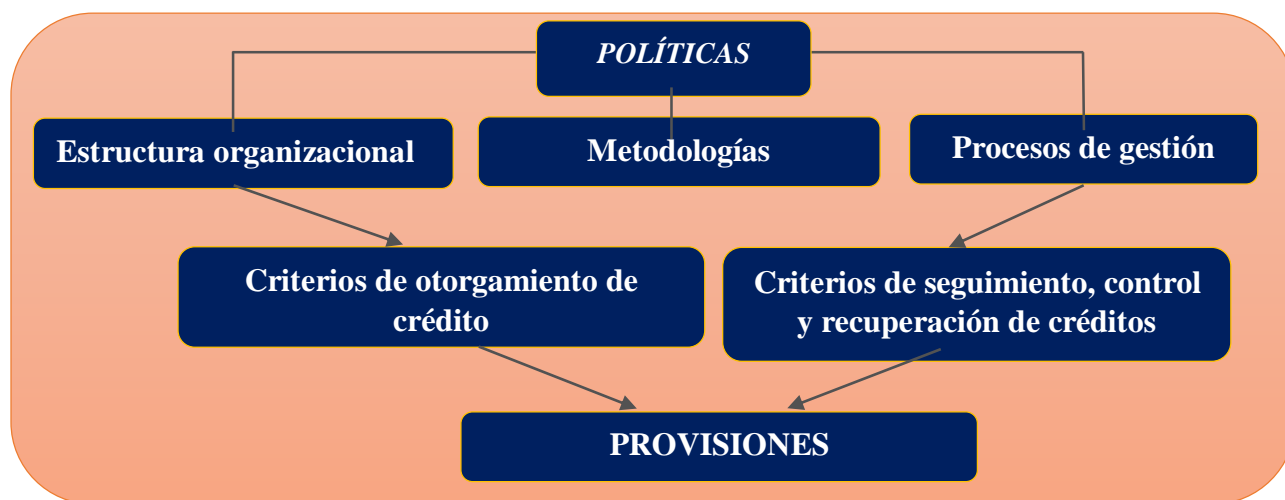 POLÍTICAS
Estructura organizacional
Metodologías
Procesos de gestión
Criterios de otorgamiento de
crédito
Criterios de seguimiento, control
y recuperación de créditos
PROVISIONES